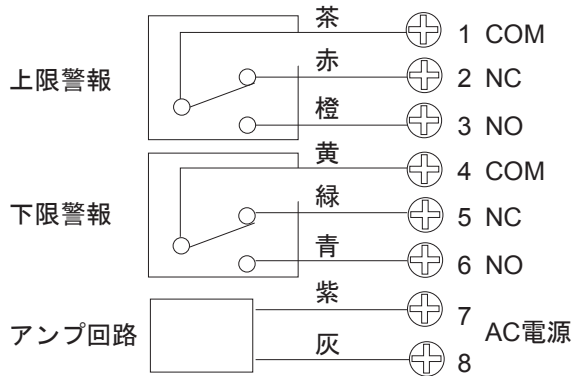 茶 1 COM
上限警報 赤 2 NC
橙 3 NO
黄 4 COM
下限警報 緑 5 NC
青 6 NO
紫 7
アンプ回路 AC電源
灰 8